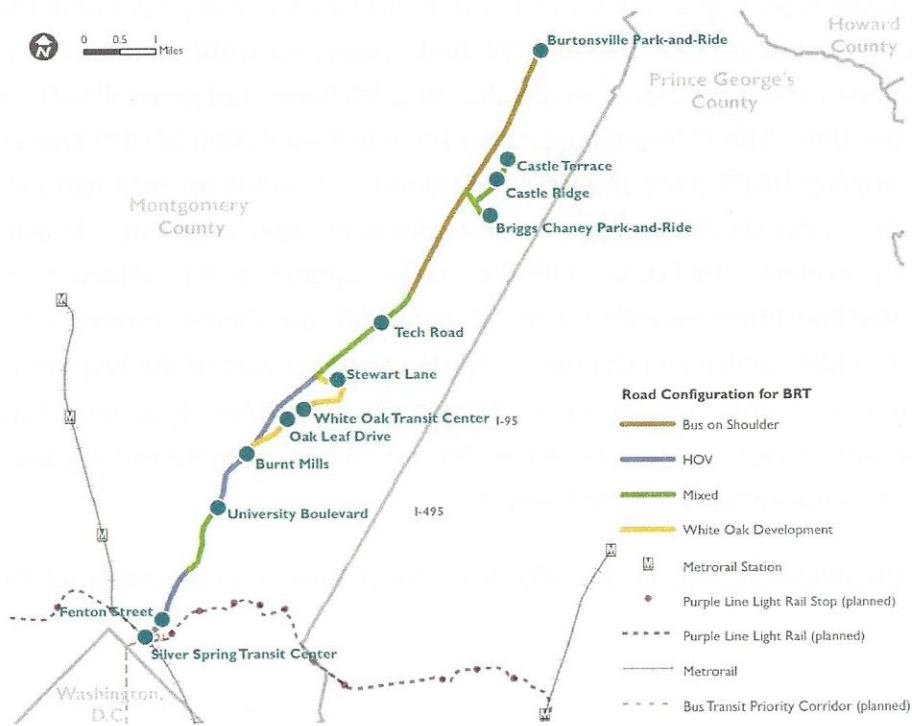 Howard
County
Burtonsville Park-and-Ride
N
0 0.5 1
Miles
Prince George's
County
Castle Terrace
Castle Ridge
Montgomery
County
Briggs Chaney Park-and-Ride
M
Tech Road
Stewart Lane
Road Configuration for BRT
White Oak Transit Center
I-95
M
Oak Leaf Drive
Bus on Shoulder
Burnt Mills
HOV
University Boulevard
I-495
Mixed
White Oak Development
M
M
M Metrorail Station
Purple Line Light Rail Stop (planned)
Fenton Street
Purple Line Light Rail (planned)
Silver Spring Transit Center
Metrorail
Washington,
D.C.
Bus Transit Priority Corridor (planned)
M